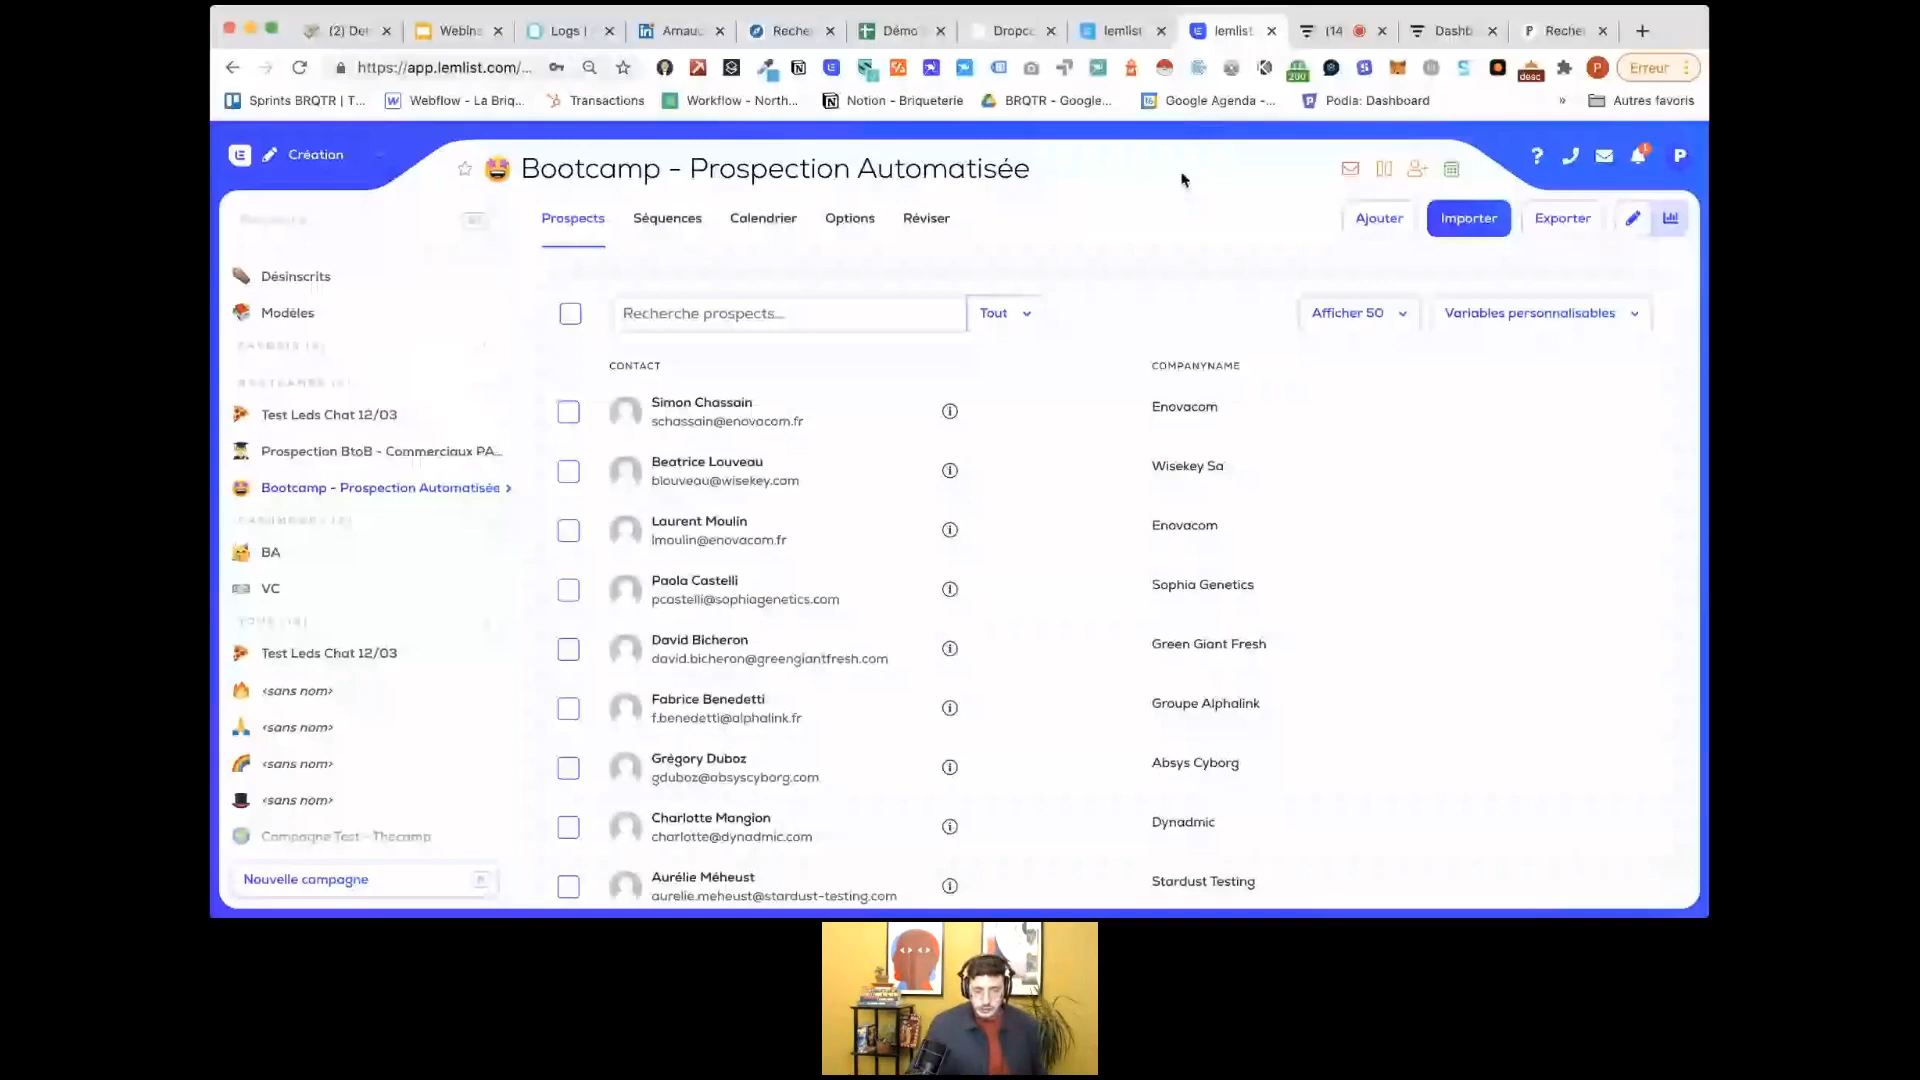 (2) Det
Webin
Logs |
Arnau
Reche
Démo
Dropc
lemlist
lemlist
(14
Dashb
Reche
https://app.lemlist.com/...
200
desc
P
Erreur
Sprints BRQTR | T...
Webflow - La Briq...
Transactions
Workflow - North...
Notion - Briqueterie
BRQTR - Google...
Google Agenda -...
Podia: Dashboard
»
Autres favoris
Création
Bootcamp - Prospection Automatisée
?
1
P
Prospects
Séquences
Calendrier
Options
Réviser
Ajouter
Importer
Exporter
Désinscrits
Modèles
Test Leds Chat 12/03
Prospection BtoB - Commerciaux PA...
Bootcamp - Prospection Automatisée
BA
VC
Test Leds Chat 12/03
<sans nom>
<sans nom>
<sans nom>
<sans nom>
Campagne Test - Thecamp
Nouvelle campagne
Recherche prospects...
Tout
Afficher 50
Variables personnalisables
CONTACT
COMPANYNAME
Simon Chassain
schassain@enovacom.fr
Enovacom
Beatrice Louveau
blouveau@wisekey.com
Wisekey Sa
Laurent Moulin
lmoulin@enovacom.fr
Enovacom
Paola Castelli
pcastelli@sophiagenetics.com
Sophia Genetics
David Bicheron
david.bicheron@greengiantfresh.com
Green Giant Fresh
Fabrice Benedetti
f.benedetti@alphalink.fr
Groupe Alphalink
Grégory Duboz
gduboz@absyscyborg.com
Absys Cyborg
Charlotte Mangion
charlotte@dynadmic.com
Dynadmic
Aurélie Méheust
aurelie.meheust@stardust-testing.com
Stardust Testing